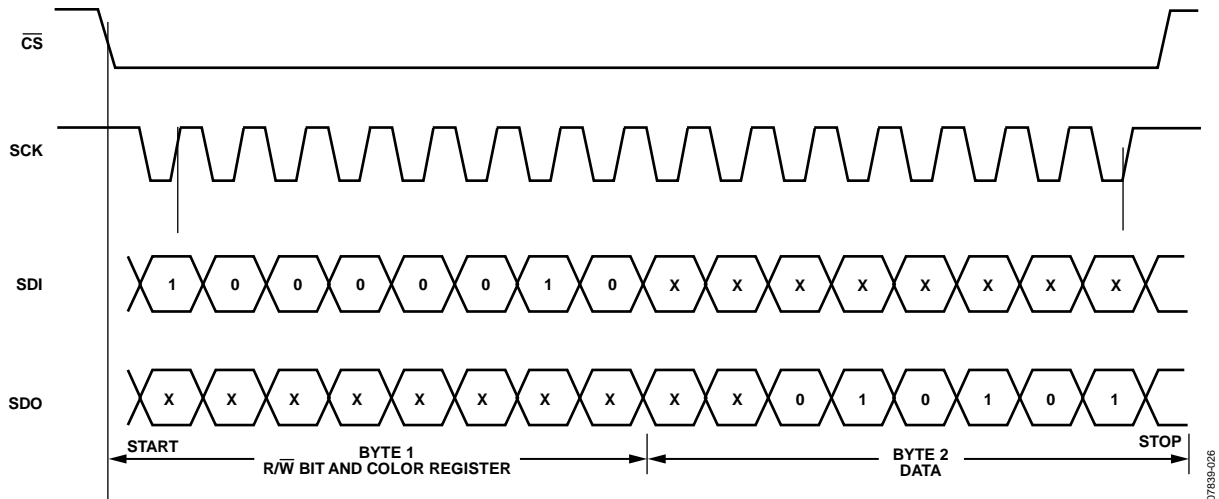 CS
SCK
SDI 1 0 0 0 0 0 1 0 X X X X X X X X
SDO X X X X X X X X X X 0 1 0 1 0 1
START BYTE 1 BYTE 2 STOP
R/W BIT AND COLOR REGISTER DATA
07839-026